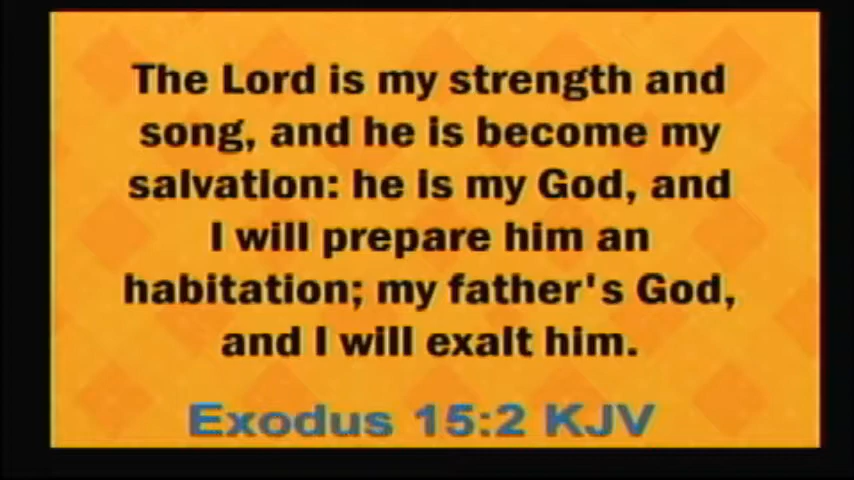 The Lord is my strength and
song, and he is become my
salvation: he is my God, and
I will prepare him an
habitation; my father's God,
and I will exalt him.
Exodus 15:2 KJV